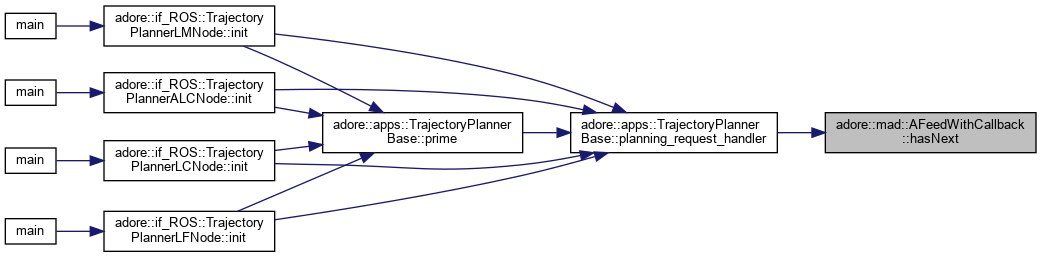 main
adore::if_ROS::Trajectory
PlannerLMNode::init
main
adore::if_ROS::Trajectory
PlannerALCNode::init
adore::apps::TrajectoryPlanner
Base::prime
adore::apps::TrajectoryPlanner
Base::planning_request_handler
adore::mad::AFeedWithCallback
::hasNext
main
adore::if_ROS::Trajectory
PlannerLCNode::init
main
adore::if_ROS::Trajectory
PlannerLFNode::init